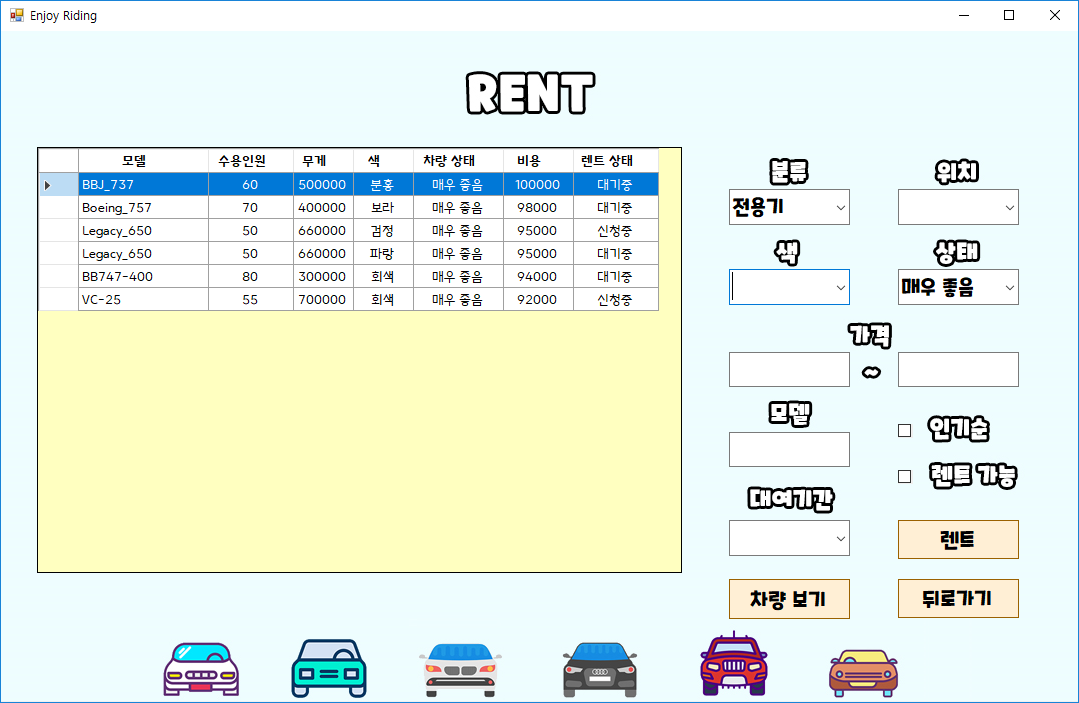 Enjoy Riding
RENT
모델 수용인원 무게 색 차량 상태 비용 렌트 상태
BBJ_737 60 500000 분홍 매우 좋음 100000 대기중
Boeing_757 70 400000 보라 매우 좋음 98000 대기중
Legacy_650 50 660000 검정 매우 좋음 95000 신청중
Legacy_650 50 660000 파랑 매우 좋음 95000 대기중
BB747-400 80 300000 회색 매우 좋음 94000 대기중
VC-25 55 700000 회색 매우 좋음 92000 신청중
분류 위치
전용기
색 상태
매우 좋음
가격
~
모델
인기순
렌트 가능
대여기간
렌트
차량 보기 뒤로가기